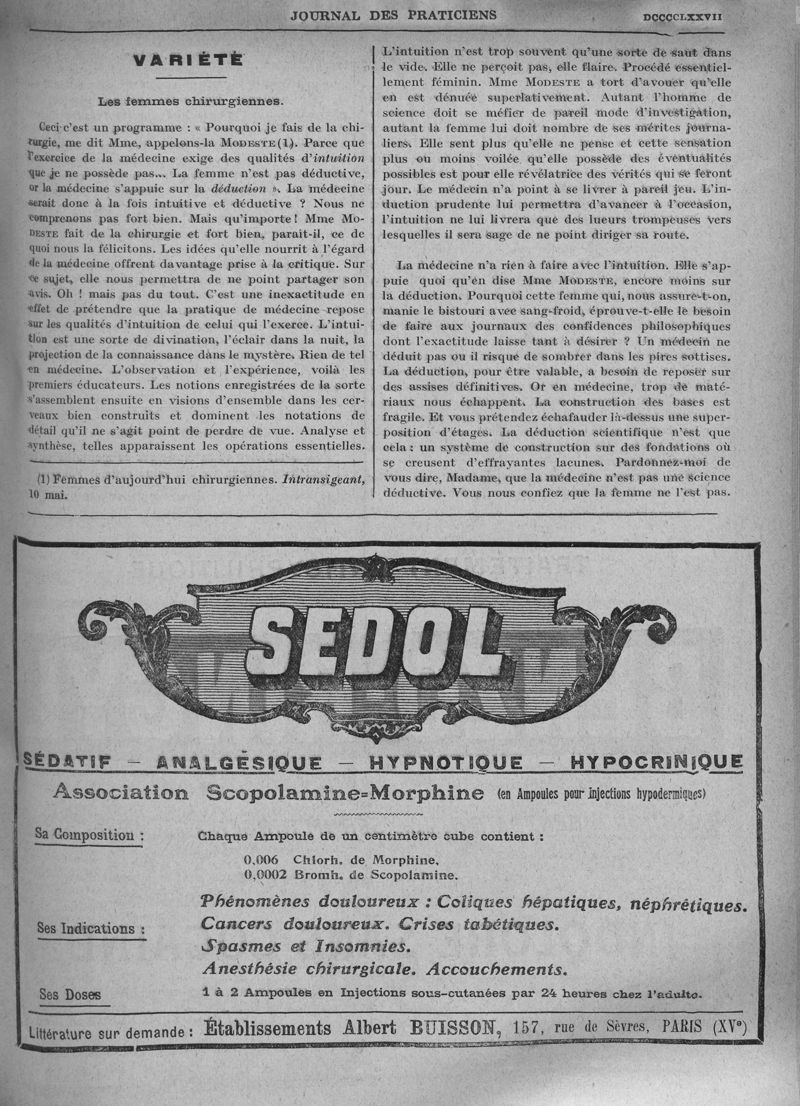 JOURNAL DES PRATICIENS
DCCCCLXXVII
VARIÉTÉ
Les femmes chirurgiennes.
Ceci c'est un programme : « Pourquoi je fais de la chi-
rurgie, me dit Mme, appelons-la MODESTE (1). Parce que
l'exercice de la médecine exige des qualités d'intuition
que je ne possède pas... La femme n'est pas déductive,
or la médecine s'appuie sur la déduction ». La médecine
serait donc à la fois intuitive et déductive ? Nous ne
comprenons pas fort bien. Mais qu'importe ! Mme MO-
DESTE fait de la chirurgie et fort bien, parait-il, ce de
quoi nous la félicitons. Les idées qu'elle nourrit à l'égard
de la médecine offrent davantage prise à la critique. Sur
ce sujet, elle nous permettra de ne point partager son
avis. Oh ! mais pas du tout. C'est une inexactitude en
effet de prétendre que la pratique de médecine repose
sur les qualités d'intuition de celui qui l'exerce. L'intui-
tion est une sorte de divination, l'éclair dans la nuit, la
projection de la connaissance dans le mystère. Rien de tel
en médecine. L'observation et l'expérience, voilà les
premiers éducateurs. Les notions enregistrées de la sorte
s'assemblent ensuite en visions d'ensemble dans les cer-
veaux bien construits et dominent les notations de
détail qu'il ne s'agit point de perdre de vue. Analyse et
synthèse, telles apparaissent les opérations essentielles.
(1) Femmes d'aujourd'hui chirurgiennes. Intransigeant,
10 mai.
L'intuition n'est trop souvent qu'une sorte de saut dans
le vide. Elle ne perçoit pas, elle flaire. Procédé essentiel-
lement féminin. Mme MODESTE a tort d'avouer qu'elle
en est dénuée superlativement. Autant l'homme de
science doit se méfier de pareil mode d'investigation,
autant la femme lui doit nombre de ses mérites journa-
liers. Elle sent plus qu'elle ne pense et cette sensation
plus ou moins voilée qu'elle possède des éventualités
possibles est pour elle révélatrice des vérités qui se feront
jour. Le médecin n'a point à se livrer à pareil jeu. L'in-
duction prudente lui permettra d'avancer à l'occasion,
l'intuition ne lui livrera que des lueurs trompeuses vers
lesquelles il sera sage de ne point diriger sa route.
La médecine n'a rien à faire avec l'intuition. Elle s'ap-
puie quoi qu'en dise Mme MODESTE, encore moins sur
la déduction. Pourquoi cette femme qui, nous assure-t-on,
manie le bistouri avec sang-froid, éprouve-t-elle le besoin
de faire aux journaux des confidences philosophiques
dont l'exactitude laisse tant à désirer ? Un médecin ne
déduit pas ou il risque de sombrer dans les pires sottises.
La déduction, pour être valable, a besoin de reposer sur
des assises définitives. Or en médecine, trop de maté-
riaux nous échappent. La construction des bases est
fragile. Et vous prétendez échafauder là-dessus une super-
position d'étages. La déduction scientifique n'est que
cela : un système de construction sur des fondations où
se creusent d'effrayantes lacunes. Pardonnez-moi de
vous dire, Madame, que la médecine n'est pas une science
déductive. Vous nous confiez que la femme ne l'est pas.
SEDOL
SÉDATIF — ANALGÉSIQUE — HYPNOTIQUE — HYPOCRINIQUE
Association Scopolamine=Morphine (en Ampoules pour Injections hypodermiques)
Sa Composition :
Chaque Ampoule de un centimètre cube contient :
0,006 Chlorh. de Morphine.
0,0002 Bromh. de Scopolamine.
Ses Indications :
Phénomènes douloureux : Coliques hépatiques, néphrétiques.
Cancers douloureux. Crises tabétiques.
Spasmes et Insomnies.
Anesthésie chirurgicale. Accouchements.
Ses Doses
1 à 2 Ampoules en Injections sous-cutanées par 24 heures chez l'adulte.
Littérature sur demande : Établissements Albert BUISSON, 157, rue de Sèvres, PARIS (XVe)